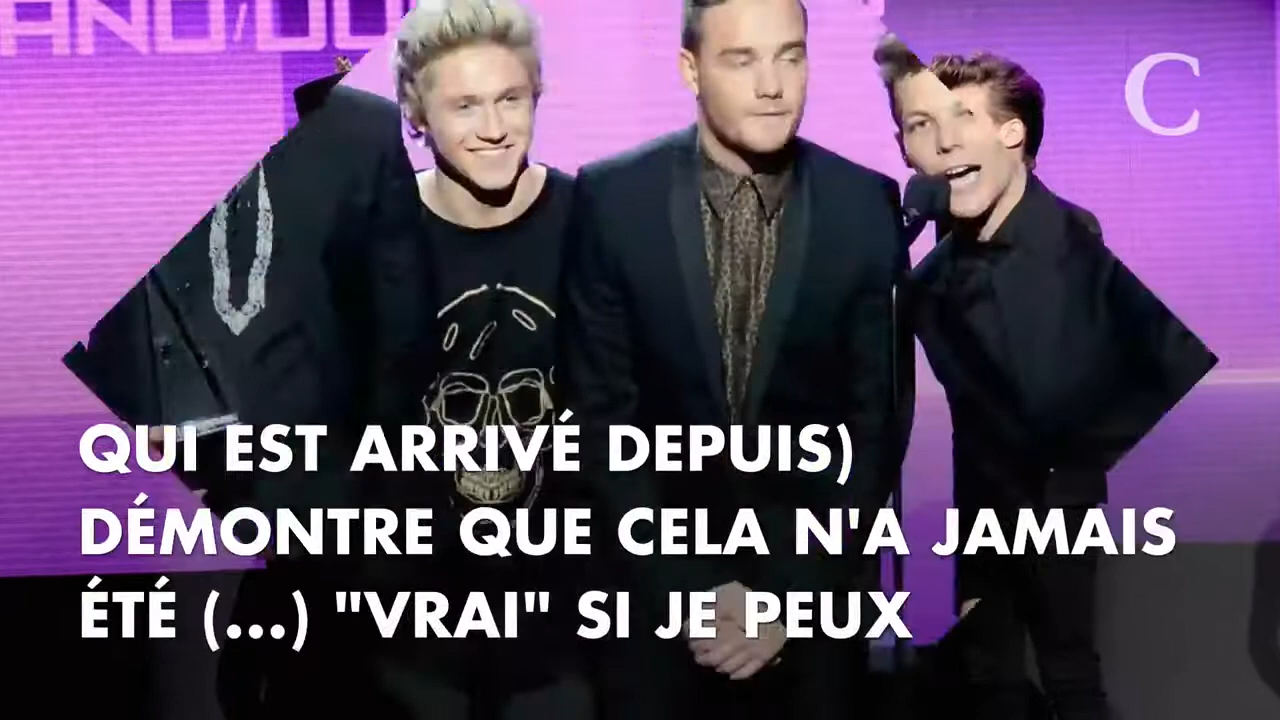 C
QUI EST ARRIVÉ DEPUIS)
DÉMONTRE QUE CELA N'A JAMAIS
ÉTÉ (...) "VRAI" SI JE PEUX